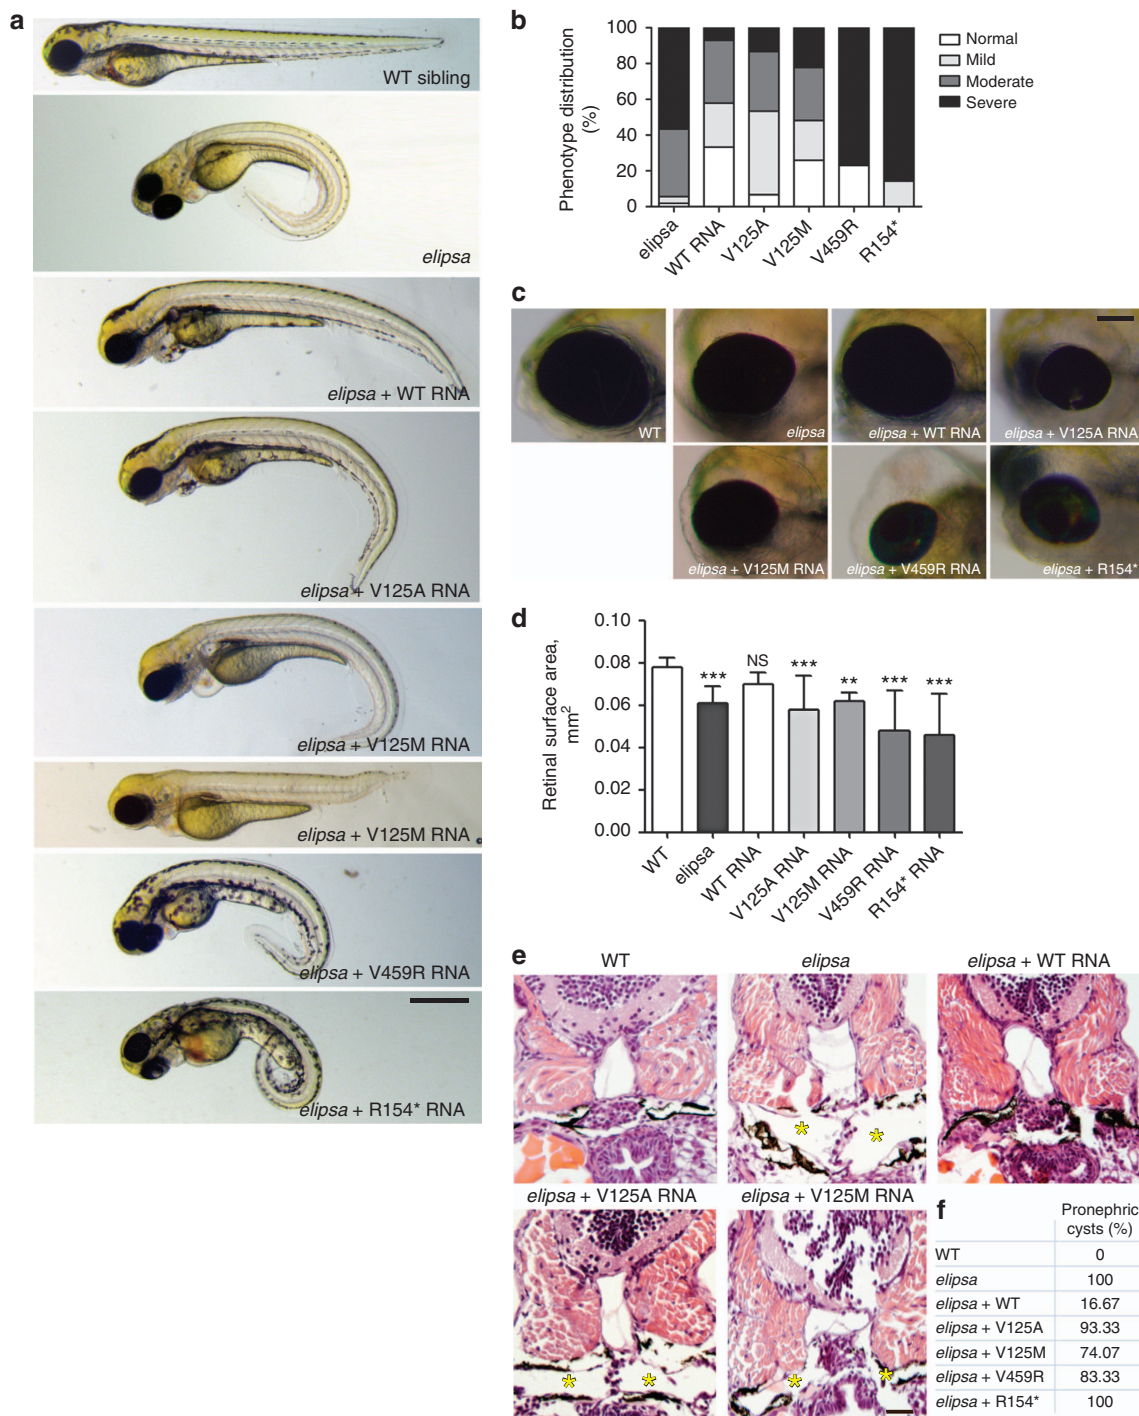 a
WT sibling
elipsa
elipsa + WT RNA
elipsa + V125A RNA
elipsa + V125M RNA
elipsa + V125M RNA
elipsa + V459R RNA
elipsa + R154* RNA
b
Phenotype distribution
(%)
100
80
60
40
20
0
elipsa
WT RNA
V125A
V125M
V459R
R154*
Normal
Mild
Moderate
Severe
c
WT
elipsa
elipsa + WT RNA
elipsa + V125A RNA
elipsa + V125M RNA
elipsa + V459R RNA
elipsa + R154*
d
Retinal surface area,
mm²
0.10
0.08
0.06
0.04
0.02
0.00
***
NS
***
**
***
***
WT
elipsa
WT RNA
V125A RNA
V125M RNA
V459R RNA
R154* RNA
e
WT
elipsa
elipsa + WT RNA
* *
elipsa + V125A RNA
elipsa + V125M RNA
* *
* *
f
Pronephric
cysts (%)
WT 0
elipsa 100
elipsa + WT 16.67
elipsa + V125A 93.33
elipsa + V125M 74.07
elipsa + V459R 83.33
elipsa + R154* 100